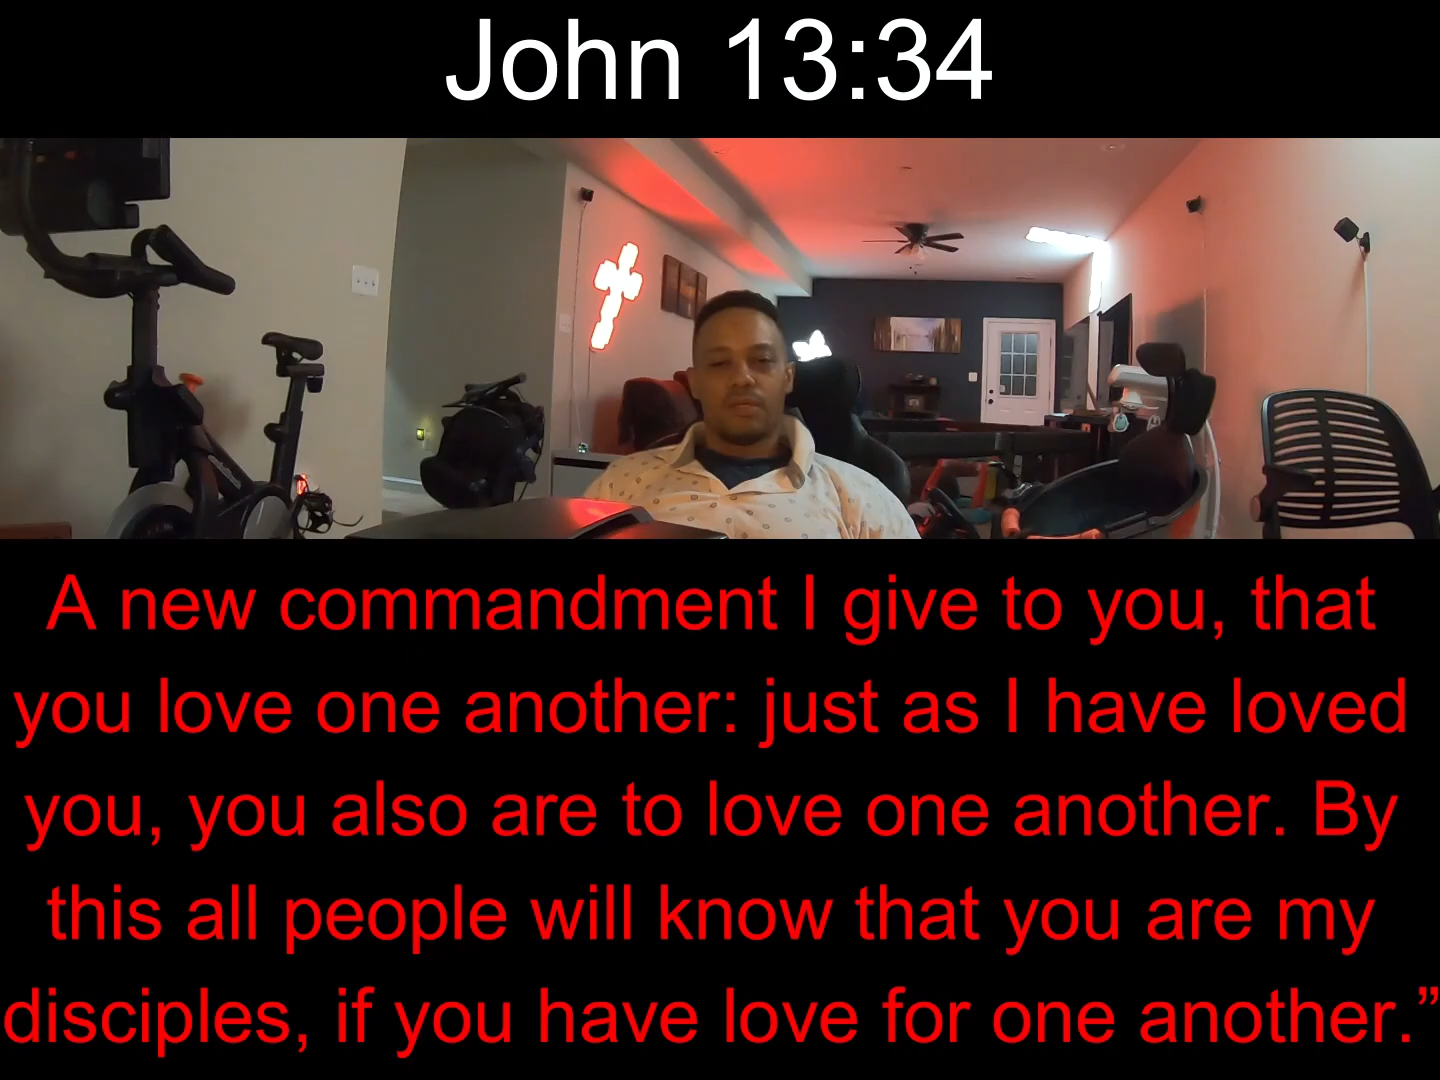 John 13:34
A new commandment I give to you, that
you love one another: just as I have loved
you, you also are to love one another. By
this all people will know that you are my
disciples, if you have love for one another.”